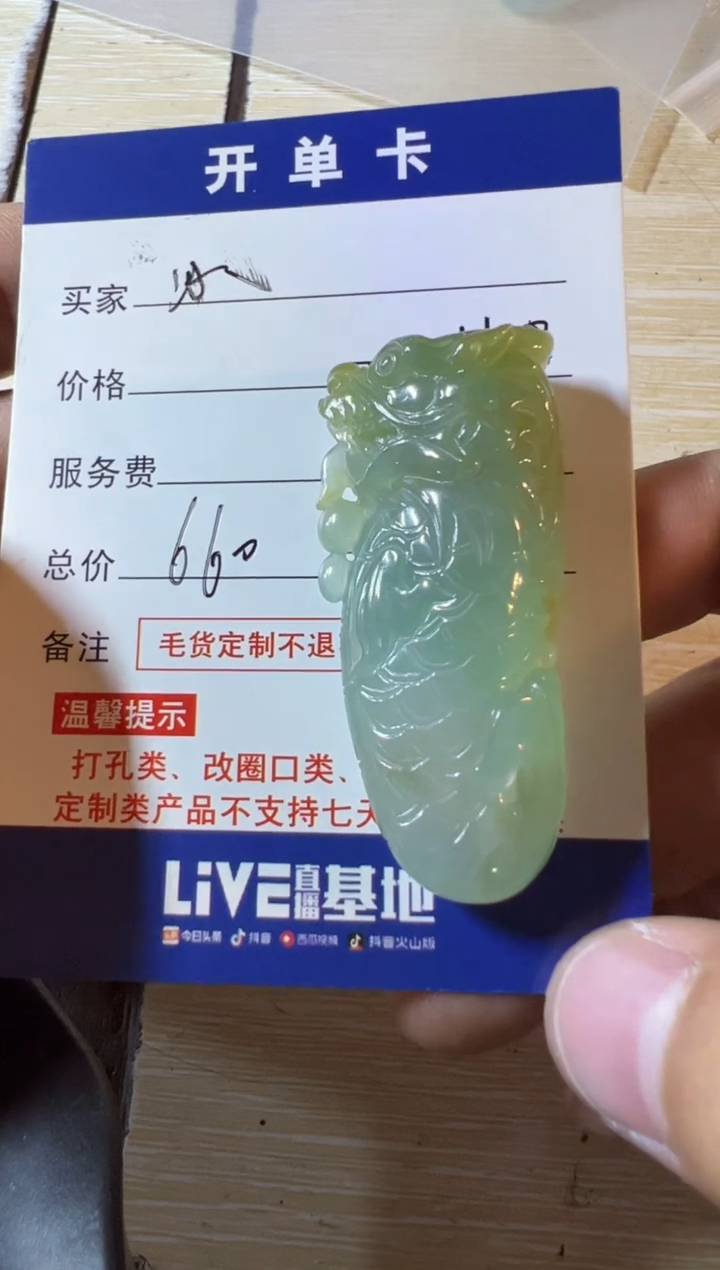 开单卡
买家
价格
服务费
总价 660
备注 毛货定制不退
温馨提示
打孔类、改圈口类、
定制类产品不支持七天
LiVE直播基地
今日头条 抖音 西瓜视频 抖音火山版